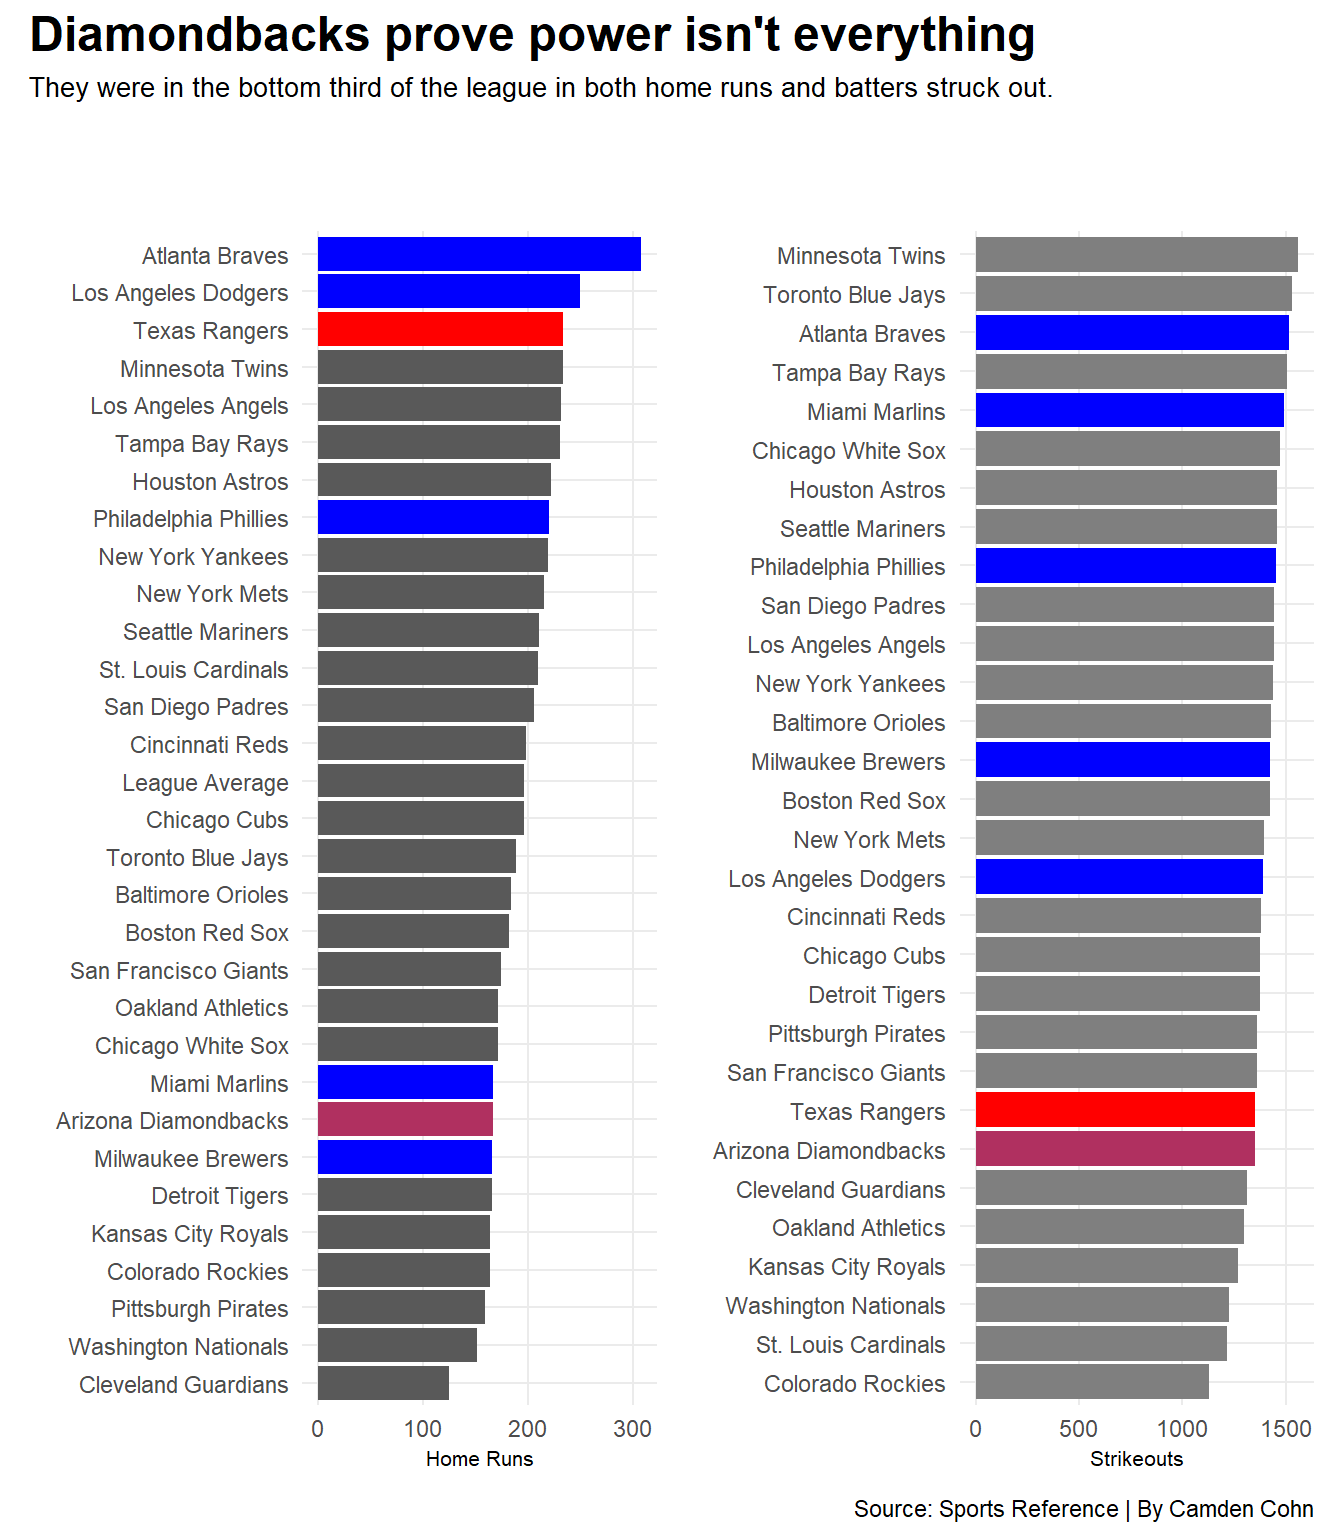 Diamondbacks prove power isn't everything
They were in the bottom third of the league in both home runs and batters struck out.
Atlanta Braves
Los Angeles Dodgers
Texas Rangers
Minnesota Twins
Los Angeles Angels
Tampa Bay Rays
Houston Astros
Philadelphia Phillies
New York Yankees
New York Mets
Seattle Mariners
St. Louis Cardinals
San Diego Padres
Cincinnati Reds
League Average
Chicago Cubs
Toronto Blue Jays
Baltimore Orioles
Boston Red Sox
San Francisco Giants
Oakland Athletics
Chicago White Sox
Miami Marlins
Arizona Diamondbacks
Milwaukee Brewers
Detroit Tigers
Kansas City Royals
Colorado Rockies
Pittsburgh Pirates
Washington Nationals
Cleveland Guardians
0 100 200 300
Home Runs
Minnesota Twins
Toronto Blue Jays
Atlanta Braves
Tampa Bay Rays
Miami Marlins
Chicago White Sox
Houston Astros
Seattle Mariners
Philadelphia Phillies
San Diego Padres
Los Angeles Angels
New York Yankees
Baltimore Orioles
Milwaukee Brewers
Boston Red Sox
New York Mets
Los Angeles Dodgers
Cincinnati Reds
Chicago Cubs
Detroit Tigers
Pittsburgh Pirates
San Francisco Giants
Texas Rangers
Arizona Diamondbacks
Cleveland Guardians
Oakland Athletics
Kansas City Royals
Washington Nationals
St. Louis Cardinals
Colorado Rockies
0 500 1000 1500
Strikeouts
Source: Sports Reference | By Camden Cohn